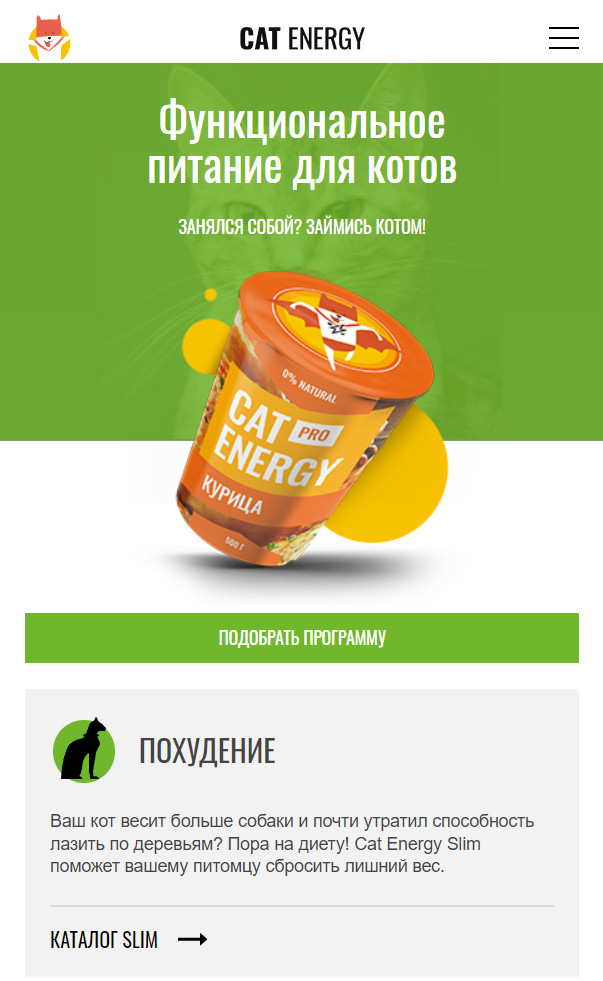 CAT ENERGY
Функциональное
питание для котов
ЗАНЯЛСЯ СОБОЙ? ЗАЙМИСЬ КОТОМ!
0% NATURAL
CAT PRO
ENERGY
КУРИЦА
500 Г
ПОДОБРАТЬ ПРОГРАММУ
ПОХУДЕНИЕ
Ваш кот весит больше собаки и почти утратил способность
лазить по деревьям? Пора на диету! Cat Energy Slim
поможет вашему питомцу сбросить лишний вес.
КАТАЛОГ SLIM